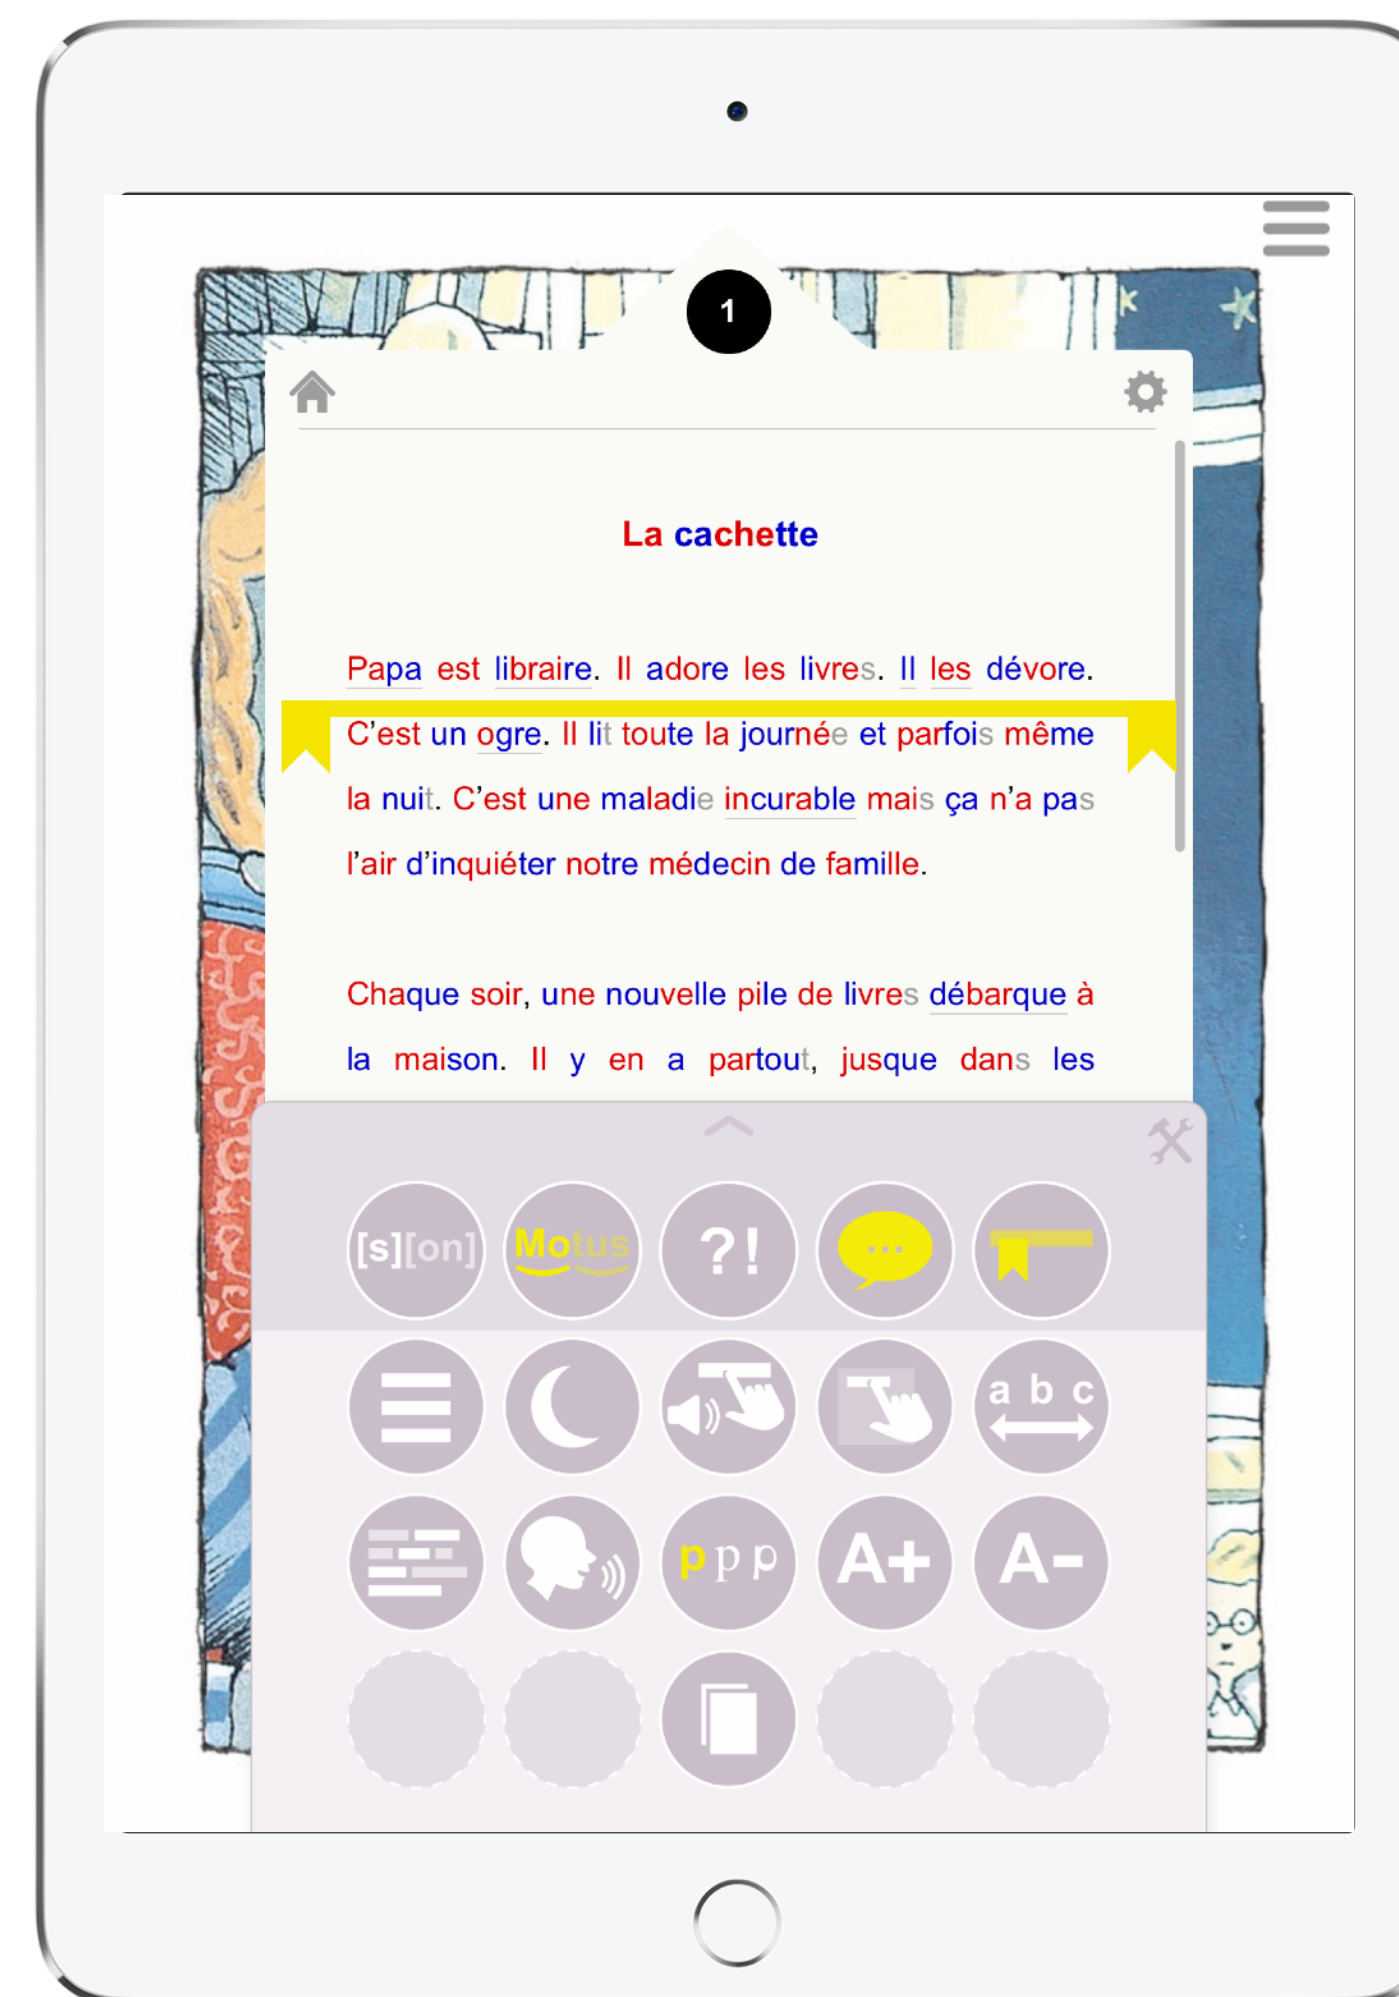 1
La cachette
Papa est libraire. Il adore les livres. Il les dévore.
C'est un ogre. Il lit toute la journée et parfois même
la nuit. C'est une maladie incurable mais ça n'a pas
l'air d'inquiéter notre médecin de famille.
Chaque soir, une nouvelle pile de livres débarque à
la maison. Il y en a partout, jusque dans les
[s][on] Motus ?! ...
a b c
p p p A+ A-